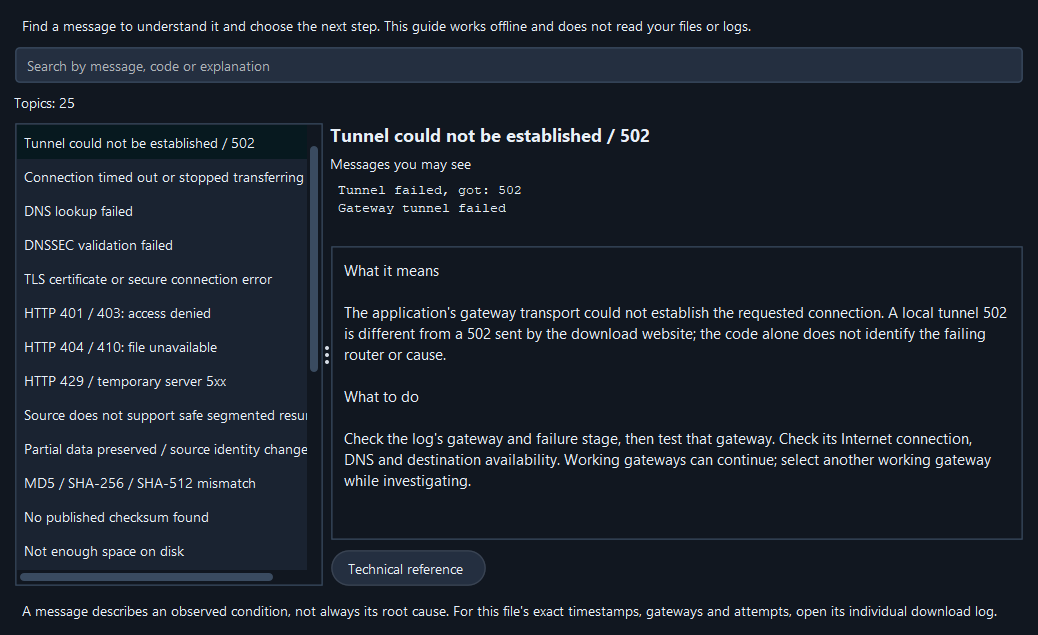 Find a message to understand it and choose the next step. This guide works offline and does not read your files or logs.
Search by message, code or explanation
Topics: 25
Tunnel could not be established / 502
Connection timed out or stopped transferring
DNS lookup failed
DNSSEC validation failed
TLS certificate or secure connection error
HTTP 401 / 403: access denied
HTTP 404 / 410: file unavailable
HTTP 429 / temporary server 5xx
Source does not support safe segmented resu
Partial data preserved / source identity change
MD5 / SHA-256 / SHA-512 mismatch
No published checksum found
Not enough space on disk
Tunnel could not be established / 502
Messages you may see
Tunnel failed, got: 502
Gateway tunnel failed
What it means
The application's gateway transport could not establish the requested connection. A local tunnel 502
is different from a 502 sent by the download website; the code alone does not identify the failing
router or cause.
What to do
Check the log's gateway and failure stage, then test that gateway. Check its Internet connection,
DNS and destination availability. Working gateways can continue; select another working gateway
while investigating.
Technical reference
A message describes an observed condition, not always its root cause. For this file's exact timestamps, gateways and attempts, open its individual download log.